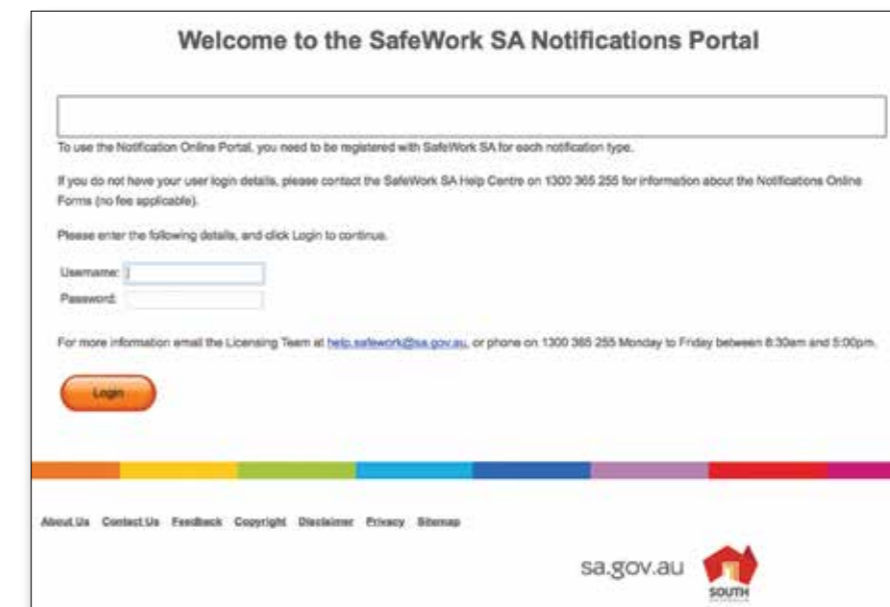 Welcome to the SafeWork SA Notifications Portal
To use the Notification Online Portal, you need to be registered with SafeWork SA for each notification type.
If you do not have your user login details, please contact the SafeWork SA Help Centre on 1300 365 255 for information about the Notifications Online
Forms (no fee applicable).
Please enter the following details, and click Login to continue.
Username:
Password:
For more information email the Licensing Team at help.safework@sa.gov.au, or phone on 1300 365 255 Monday to Friday between 8:30am and 5:00pm.
Login
About Us Contact Us Feedback Copyright Disclaimer Privacy Sitemap
sa.gov.au
SOUTH